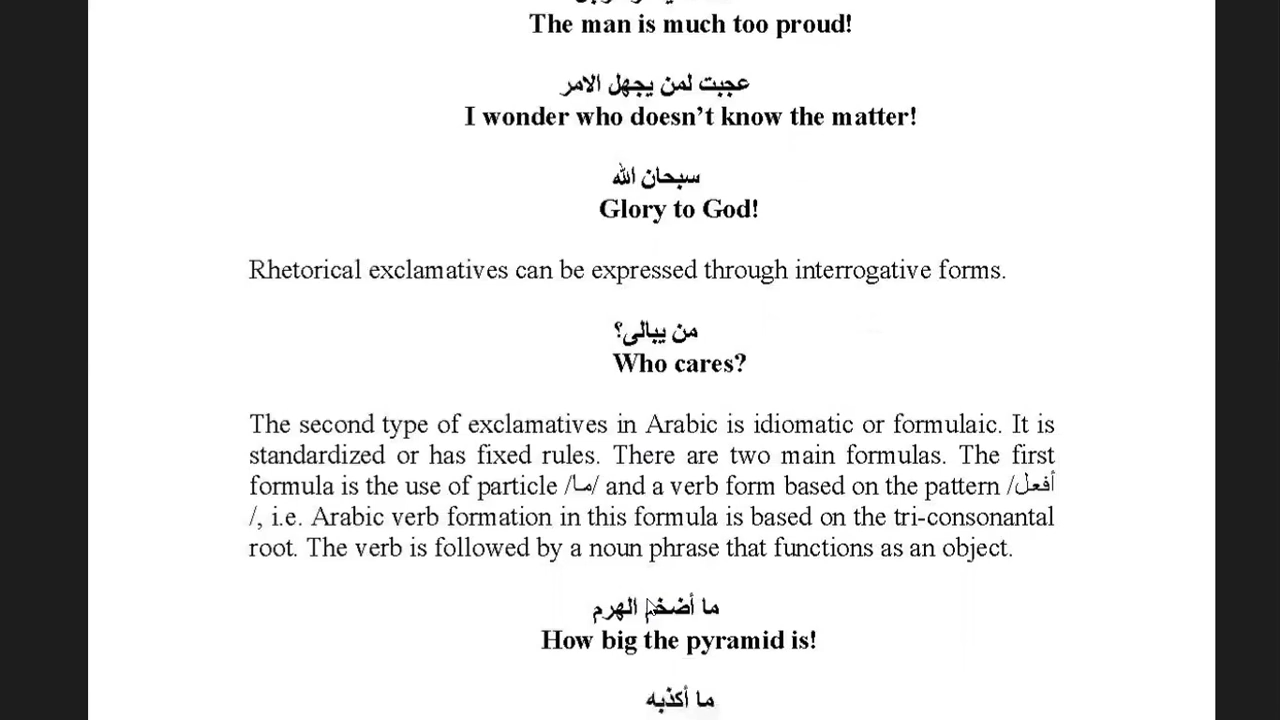 The man is much too proud!
عجبت لمن يجهل الامر
I wonder who doesn’t know the matter!
سبحان الله
Glory to God!
Rhetorical exclamatives can be expressed through interrogative forms.
من يبالى؟
Who cares?
The second type of exclamatives in Arabic is idiomatic or formulaic. It is
standardized or has fixed rules. There are two main formulas. The first
formula is the use of particle /ما/ and a verb form based on the pattern /أفعل
/, i.e. Arabic verb formation in this formula is based on the tri-consonantal
root. The verb is followed by a noun phrase that functions as an object.
ما أضخم الهرم
How big the pyramid is!
ما أكذبه